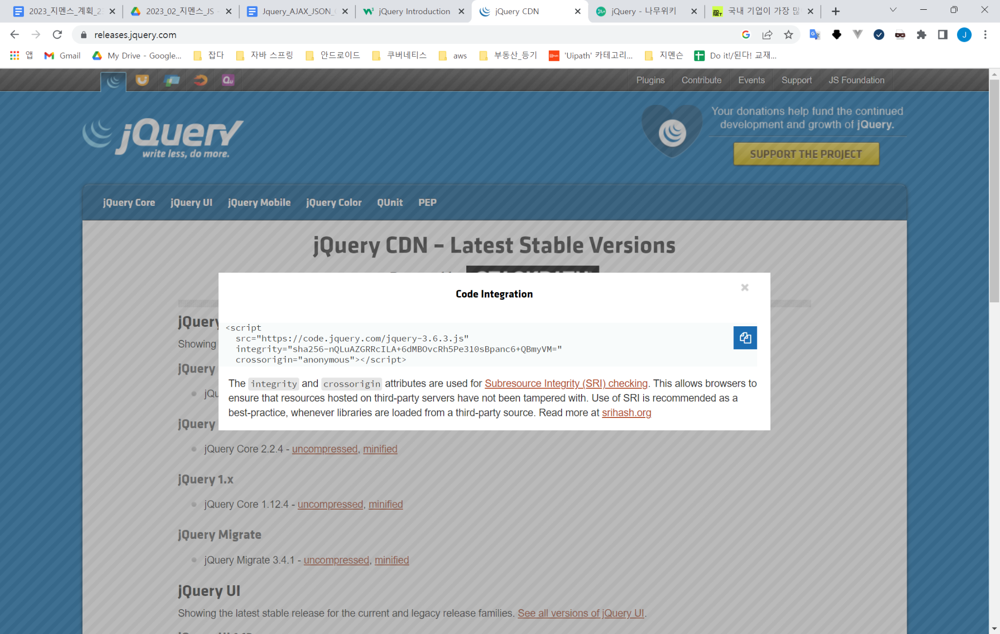 2023_지멘스_계획_23
2023_02_지멘스_JS -
Jquery_AJAX_JSON_
jQuery Introduction
jQuery CDN
jQuery - 나무위키
국내 기업이 가장 많
releases.jquery.com
J
앱
Gmail
My Drive - Google...
잡다
자바 스프링
안드로이드
쿠버네티스
aws
부동산_등기
'Uipath' 카테고리...
지멘슨
Do it!/된다! 교재...
Qu
Plugins
Contribute
Events
Support
JS Foundation
jQuery
write less, do more.
Your donations help fund the continued
development and growth of jQuery.
SUPPORT THE PROJECT
jQuery Core
jQuery UI
jQuery Mobile
jQuery Color
QUnit
PEP
jQuery CDN – Latest Stable Versions
Code Integration
<script
src="https://code.jquery.com/jquery-3.6.3.js"
integrity="sha256-nQLuAZGRRcILA+6dMBOvcRh5Pe310sBpanc6+QBmyVM="
crossorigin="anonymous"></script>
The integrity and crossorigin attributes are used for Subresource Integrity (SRI) checking. This allows browsers to
ensure that resources hosted on third-party servers have not been tampered with. Use of SRI is recommended as a
best-practice, whenever libraries are loaded from a third-party source. Read more at srihash.org
jQuery
Showing
jQuery
jQu
jQuery
jQuery Core 2.2.4 - uncompressed, minified
jQuery 1.x
jQuery Core 1.12.4 - uncompressed, minified
jQuery Migrate
jQuery Migrate 3.4.1 - uncompressed, minified
jQuery UI
Showing the latest stable release for the current and legacy release families. See all versions of jQuery UI.